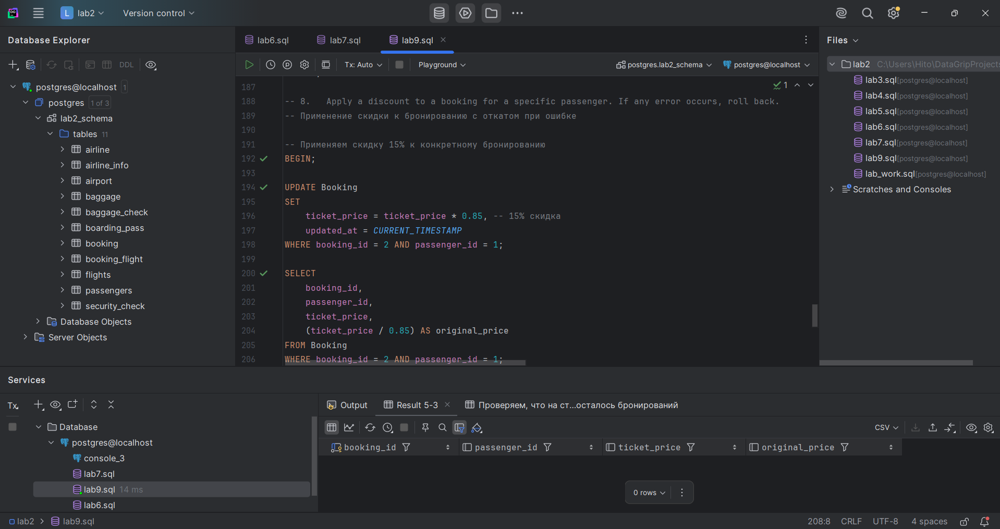 L lab2 Version control
Database Explorer
DDL
postgres@localhost 1
postgres 1 of 3
lab2_schema
tables 11
airline
airline_info
airport
baggage
baggage_check
boarding_pass
booking
booking_flight
flights
passengers
security_check
Database Objects
Server Objects
lab6.sql lab7.sql lab9.sql
Tx: Auto Playground postgres.lab2_schema postgres@localhost
1
187
188 -- 8.   Apply a discount to a booking for a specific passenger. If any error occurs, roll back.
189 -- Применение скидки к бронированию с откатом при ошибке
190
191 -- Применяем скидку 15% к конкретному бронированию
192 BEGIN;
193
194 UPDATE Booking
195 SET
196     ticket_price = ticket_price * 0.85, -- 15% скидка
197     updated_at = CURRENT_TIMESTAMP
198 WHERE booking_id = 2 AND passenger_id = 1;
199
200 SELECT
201     booking_id,
202     passenger_id,
203     ticket_price,
204     (ticket_price / 0.85) AS original_price
205 FROM Booking
206 WHERE booking_id = 2 AND passenger_id = 1;
Files
lab2 C:\Users\Hito\DataGripProjects
lab3.sql [postgres@localhost]
lab4.sql [postgres@localhost]
lab5.sql [postgres@localhost]
lab6.sql [postgres@localhost]
lab7.sql [postgres@localhost]
lab9.sql [postgres@localhost]
lab_work.sql [postgres@localhost]
Scratches and Consoles
Services
Tx
Database
postgres@localhost
console_3
lab7.sql
lab9.sql 14 ms
lab6.sql
Output Result 5-3 Проверяем, что на ст...осталось бронирований
CSV
booking_id passenger_id ticket_price original_price
0 rows
lab2 > lab9.sql
208:8 CRLF UTF-8 4 spaces